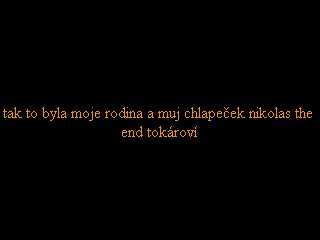 tak to byla moje rodina a muj chlapeček nikolas the
end tokároví